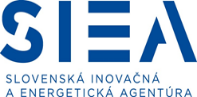 SIEA
SLOVENSKÁ INOVAČNÁ
A ENERGETICKÁ AGENTÚRA